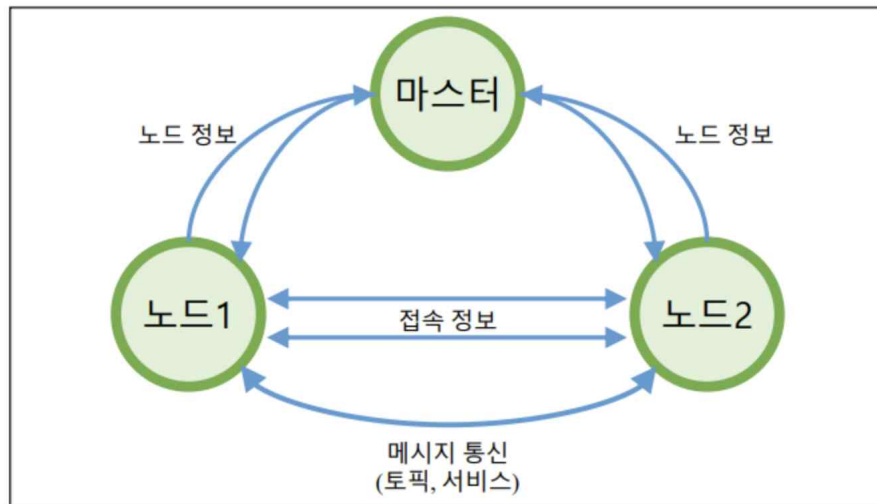 마스터
노드 정보
노드 정보
노드1
접속 정보
노드2
메시지 통신
(토픽, 서비스)